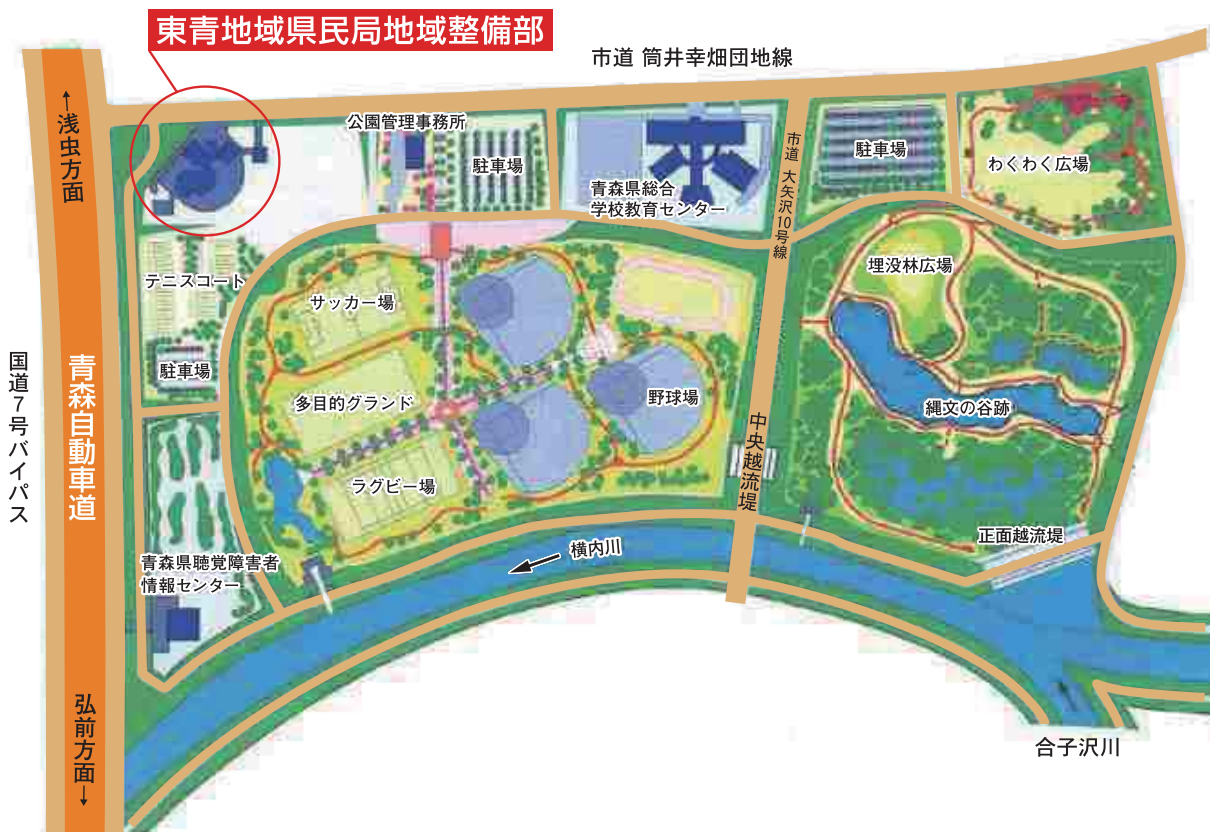 東青地域県民局地域整備部
市道 筒井幸畑団地線
←浅虫方面
公園管理事務所
駐車場
青森県総合
学校教育センター
市道 大矢沢10号線
駐車場
わくわく広場
テニスコート
サッカー場
埋没林広場
国道7号バイパス
青森自動車道
駐車場
多目的グランド
野球場
縄文の谷跡
ラグビー場
中央越流堤
正面越流堤
青森県聴覚障害者
情報センター
横内川
弘前方面→
合子沢川